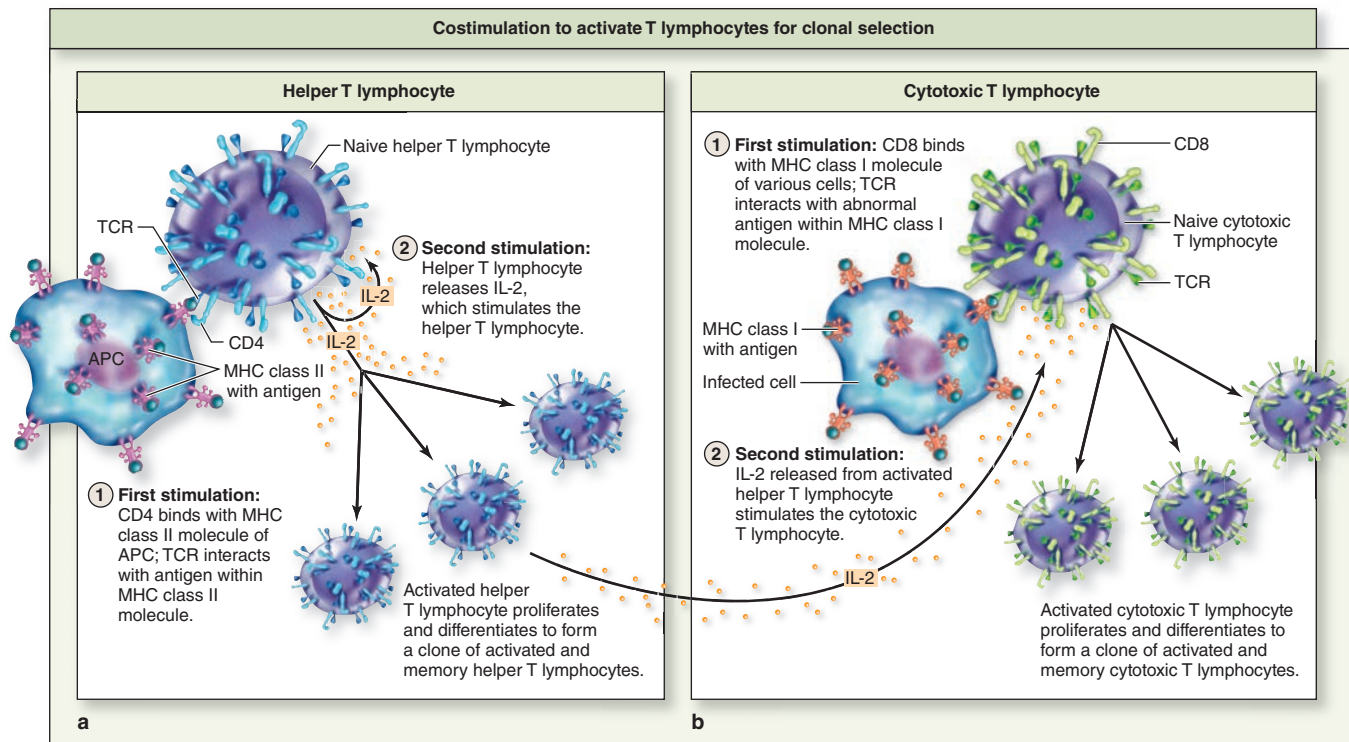 Costimulation to activate T lymphocytes for clonal selection
Helper T lymphocyte
Naive helper T lymphocyte
TCR
2 Second stimulation:
Helper T lymphocyte
releases IL-2,
which stimulates the
helper T lymphocyte.
IL-2
IL-2
CD4
APC
MHC class II
with antigen
1 First stimulation:
CD4 binds with MHC
class II molecule of
APC; TCR interacts
with antigen within
MHC class II
molecule.
Activated helper
T lymphocyte proliferates
and differentiates to form
a clone of activated and
memory helper T lymphocytes.
a
Cytotoxic T lymphocyte
1 First stimulation: CD8 binds
with MHC class I molecule
of various cells; TCR
interacts with abnormal
antigen within MHC class I
molecule.
CD8
Naive cytotoxic
T lymphocyte
TCR
MHC class I
with antigen
Infected cell
2 Second stimulation:
IL-2 released from activated
helper T lymphocyte
stimulates the cytotoxic
T lymphocyte.
IL-2
Activated cytotoxic T lymphocyte
proliferates and differentiates to
form a clone of activated and
memory cytotoxic T lymphocytes.
b